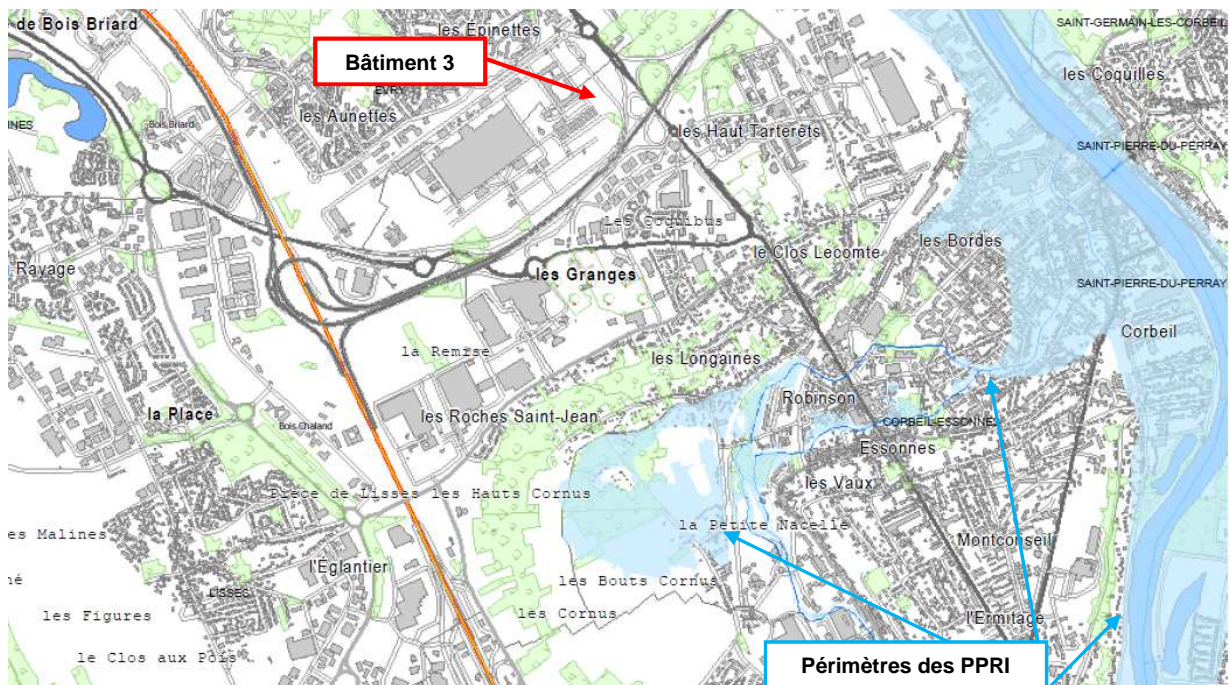 de Bois Briard
les Épinettes
SAINT-GERMAIN-LES-CORBEIL
Bâtiment 3
les Coquilles
EVRY
les Aunettes
INES
Bois Briard
les Haut Tarterêts
SAINT-PIERRE-DU-PERRAY
les Coquibus
le Clos Lecomte
les Bordes
Rayage
les Granges
SAINT-PIERRE-DU-PERRAY
Corbeil
la Remise
les Longaines
Robinson
la Place
les Roches Saint-Jean
Bois Chaland
CORBEIL-ESSONNES
Essonnes
les Vaux
Pièce de Lisses
les Hauts Cornus
la Petite Nacelle
es Malines
Montconseil
l'Églantier
les Bouts Cornus
né
LISSES
les Figures
les Cornus
l'Ermitage
le Clos aux Pois
Périmètres des PPRI